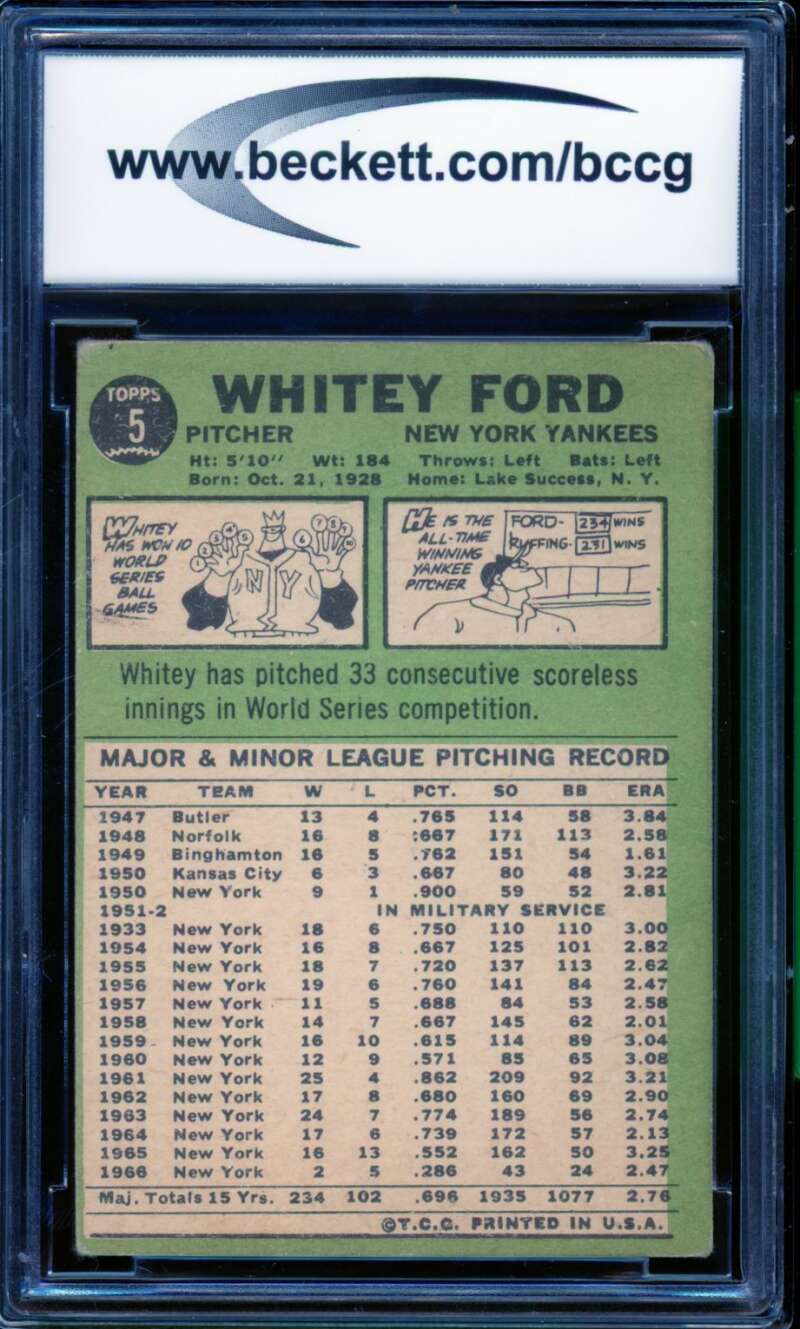 www.beckett.com/bccg
TOPPS
5
WHITEY FORD
PITCHER NEW YORK YANKEES
Ht: 5'10" Wt: 184 Throws: Left Bats: Left
Born: Oct. 21, 1928 Home: Lake Success, N. Y.
WHITEY
HAS WON 10
WORLD
SERIES
BALL
GAMES
1 2 3 4 5 6 7 8 9 10
NY
HE IS THE
ALL-TIME
WINNING
YANKEE
PITCHER
FORD- 234 WINS
RUFFING- 231 WINS
Whitey has pitched 33 consecutive scoreless
innings in World Series competition.
MAJOR & MINOR LEAGUE PITCHING RECORD
YEAR TEAM W L PCT. SO BB ERA
1947 Butler 13 4 .765 114 58 3.84
1948 Norfolk 16 8 .667 171 113 2.58
1949 Binghamton 16 5 .762 151 54 1.61
1950 Kansas City 6 3 .667 80 48 3.22
1950 New York 9 1 .900 59 52 2.81
1951-2 IN MILITARY SERVICE
1933 New York 18 6 .750 110 110 3.00
1954 New York 16 8 .667 125 101 2.82
1955 New York 18 7 .720 137 113 2.62
1956 New York 19 6 .760 141 84 2.47
1957 New York 11 5 .688 84 53 2.58
1958 New York 14 7 .667 145 62 2.01
1959 New York 16 10 .615 114 89 3.04
1960 New York 12 9 .571 85 65 3.08
1961 New York 25 4 .862 209 92 3.21
1962 New York 17 8 .680 160 69 2.90
1963 New York 24 7 .774 189 56 2.74
1964 New York 17 6 .739 172 57 2.13
1965 New York 16 13 .552 162 50 3.25
1966 New York 2 5 .286 43 24 2.47
Maj. Totals 15 Yrs. 234 102 .696 1935 1077 2.76
©T.C.G. PRINTED IN U.S.A.